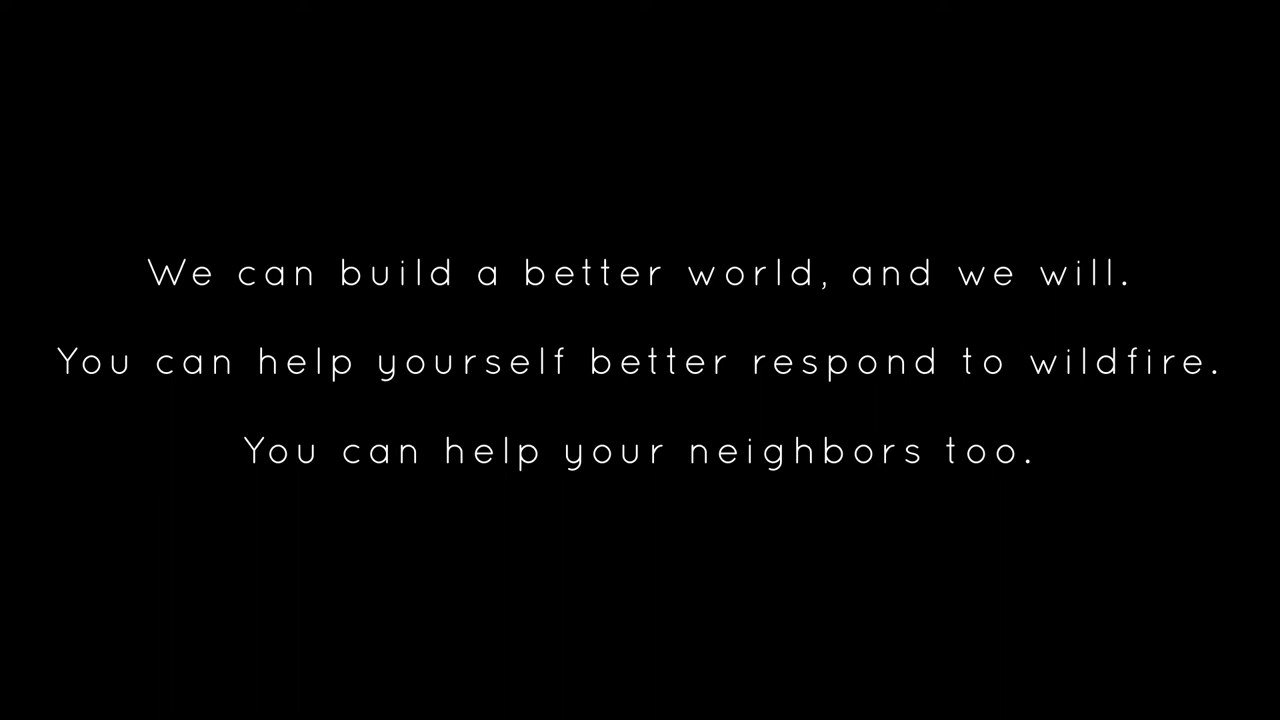 We can build a better world, and we will.
You can help yourself better respond to wildfire.
You can help your neighbors too.